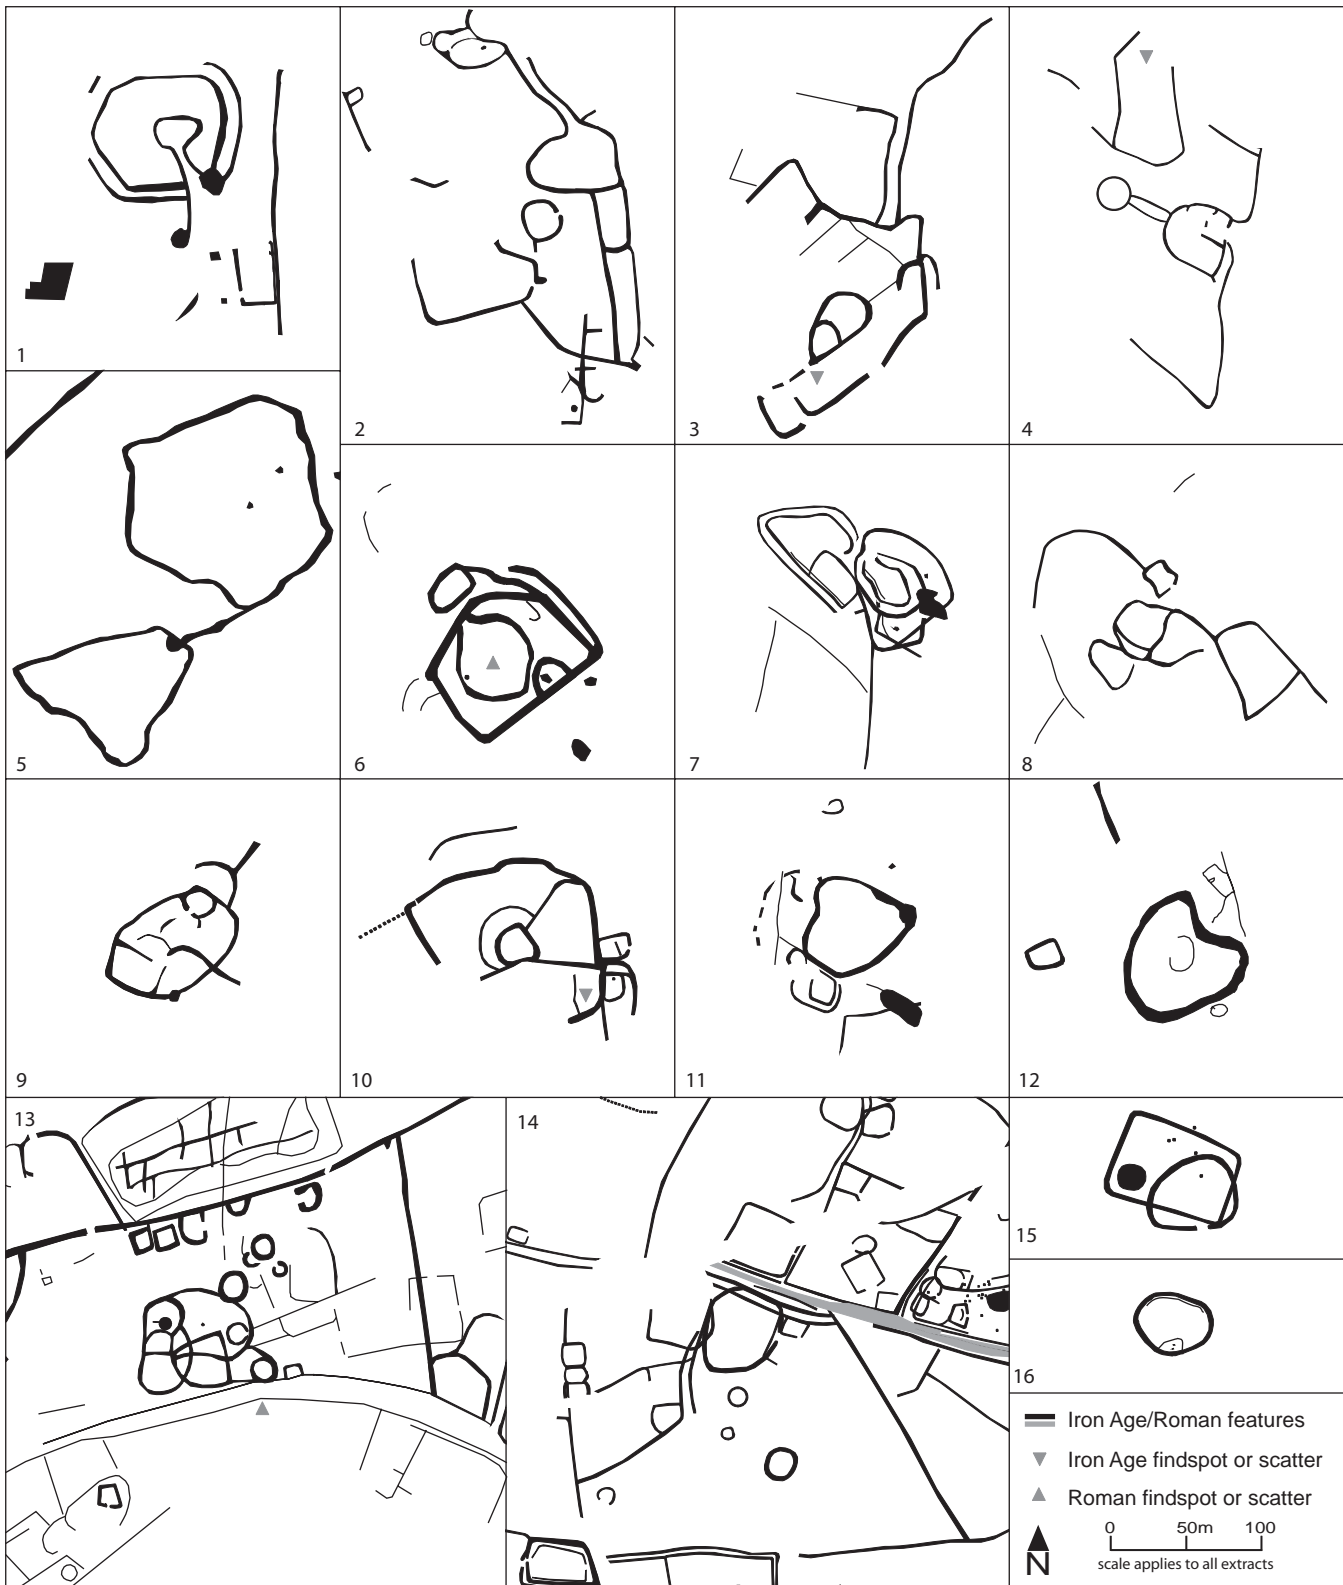 1
2
3
4
5
6
7
8
9
10
11
12
13
14
15
16
Iron Age/Roman features
Iron Age findspot or scatter
Roman findspot or scatter
0 50m 100
N
scale applies to all extracts